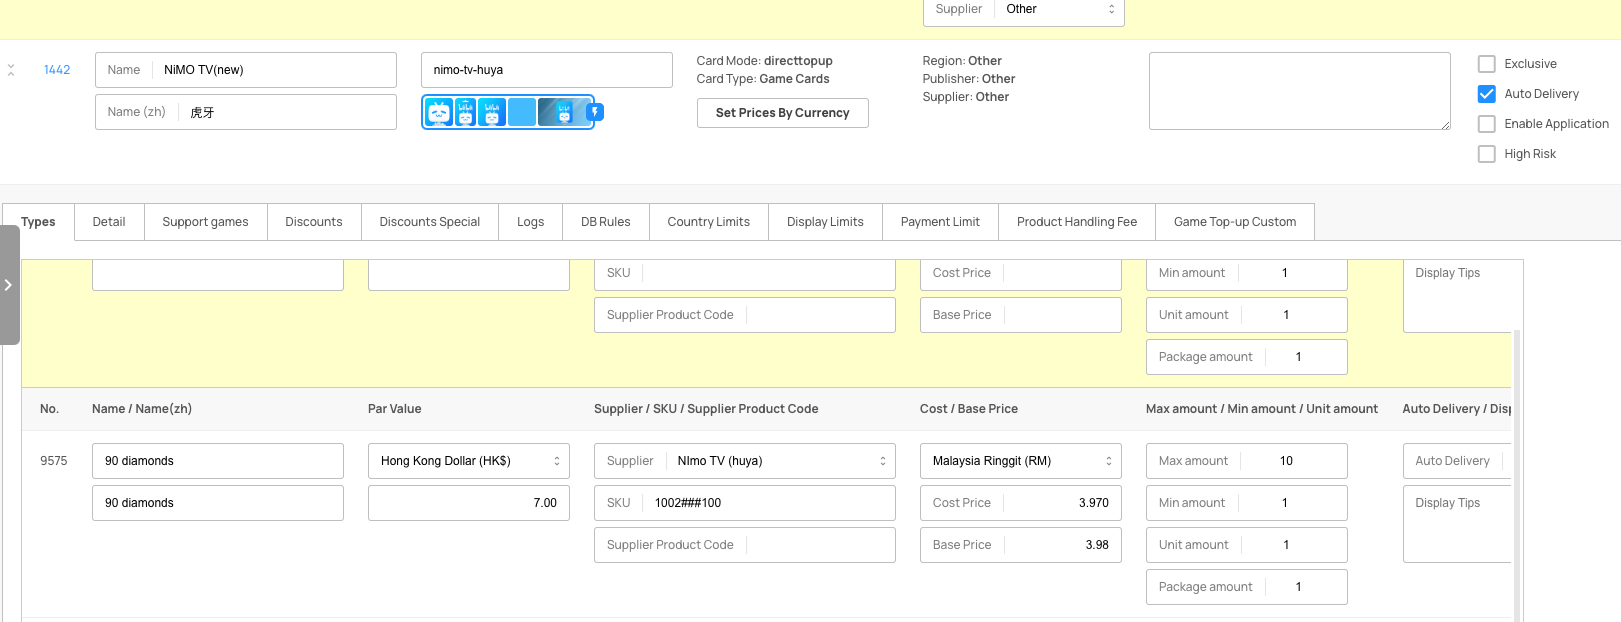 Supplier Other
1442
Name NiMO TV(new)
nimo-tv-huya
Card Mode: directtopup
Card Type: Game Cards
Region: Other
Publisher: Other
Supplier: Other
Exclusive
Auto Delivery
Enable Application
High Risk
Name (zh) 虎牙
Set Prices By Currency
Types Detail Support games Discounts Discounts Special Logs DB Rules Country Limits Display Limits Payment Limit Product Handling Fee Game Top-up Custom
SKU Cost Price Min amount 1 Display Tips
Supplier Product Code Base Price Unit amount 1
Package amount 1
No. Name / Name(zh) Par Value Supplier / SKU / Supplier Product Code Cost / Base Price Max amount / Min amount / Unit amount Auto Delivery / Disp
9575 90 diamonds Hong Kong Dollar (HK$) Supplier NImo TV (huya) Malaysia Ringgit (RM) Max amount 10 Auto Delivery
90 diamonds 7.00 SKU 1002###100 Cost Price 3.970 Min amount 1 Display Tips
Supplier Product Code Base Price 3.98 Unit amount 1
Package amount 1